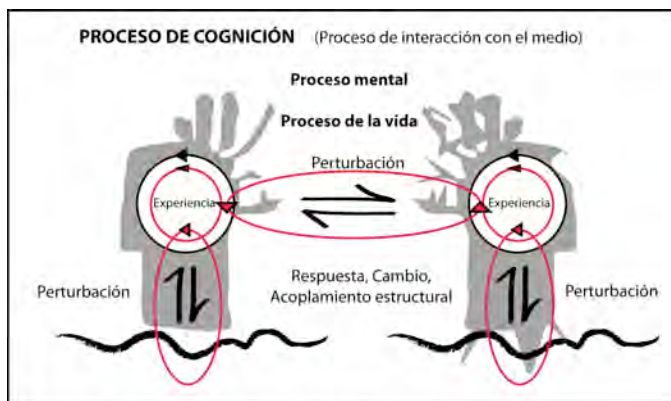 PROCESO DE COGNICIÓN (Proceso de interacción con el medio)
Proceso mental
Proceso de la vida
Perturbación
Experiencia
Experiencia
Respuesta, Cambio,
Acoplamiento estructural
Perturbación
Perturbación